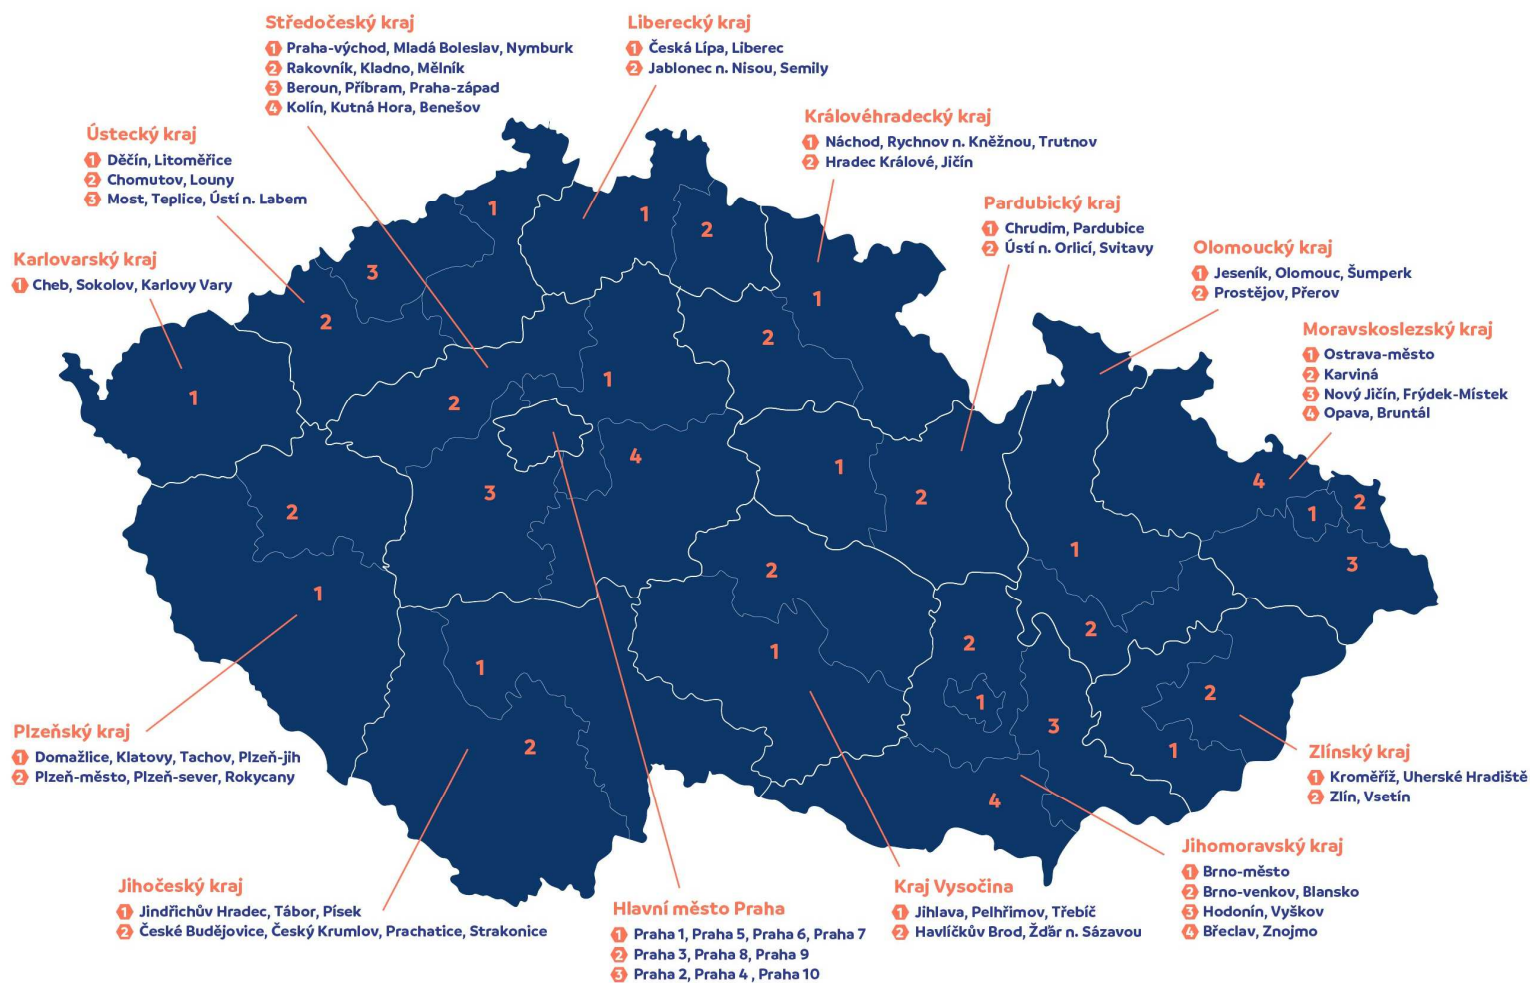 Středočeský kraj
1 Praha-východ, Mladá Boleslav, Nymburk
2 Rakovník, Kladno, Mělník
3 Beroun, Příbram, Praha-západ
4 Kolín, Kutná Hora, Benešov
Liberecký kraj
1 Česká Lípa, Liberec
2 Jablonec n. Nisou, Semily
Královéhradecký kraj
1 Náchod, Rychnov n. Kněžnou, Trutnov
2 Hradec Králové, Jičín
Ústecký kraj
1 Děčín, Litoměřice
2 Chomutov, Louny
3 Most, Teplice, Ústí n. Labem
Pardubický kraj
1 Chrudim, Pardubice
2 Ústí n. Orlicí, Svitavy
Karlovarský kraj
1 Cheb, Sokolov, Karlovy Vary
Olomoucký kraj
1 Jeseník, Olomouc, Šumperk
2 Prostějov, Přerov
Moravskoslezský kraj
1 Ostrava-město
2 Karviná
3 Nový Jičín, Frýdek-Místek
4 Opava, Bruntál
1
1
2
3
1
2
2
1
1
2
4
1
2
3
4
2
1
2
1
3
2
1
2
1
2
1
2
1
2
1
3
2
1
4
Plzeňský kraj
1 Domažlice, Klatovy, Tachov, Plzeň-jih
2 Plzeň-město, Plzeň-sever, Rokycany
Zlínský kraj
1 Kroměříž, Uherské Hradiště
2 Zlín, Vsetín
Jihočeský kraj
1 Jindřichův Hradec, Tábor, Písek
2 České Budějovice, Český Krumlov, Prachatice, Strakonice
Hlavní město Praha
1 Praha 1, Praha 5, Praha 6, Praha 7
2 Praha 3, Praha 8, Praha 9
3 Praha 2, Praha 4 , Praha 10
Kraj Vysočina
1 Jihlava, Pelhřimov, Třebíč
2 Havlíčkův Brod, Žďár n. Sázavou
Jihomoravský kraj
1 Brno-město
2 Brno-venkov, Blansko
3 Hodonín, Vyškov
4 Břeclav, Znojmo